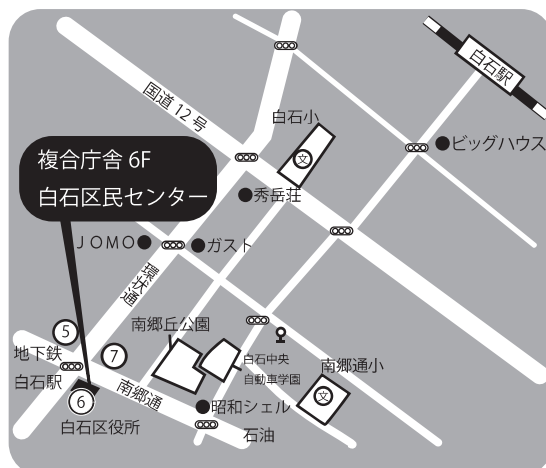 白石駅
国道12号
白石小
文
ビッグハウス
複合庁舎 6F
白石区民センター
秀岳荘
JOMO
ガスト
環状通
南郷丘公園
5
7
地下鉄
白石駅
白石中央
自動車学園
南郷通小
文
南郷通
6
昭和シェル
石油
白石区役所